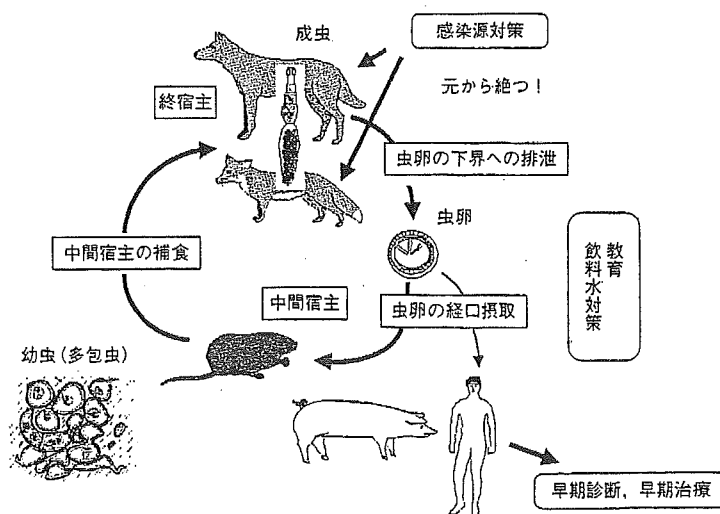 成虫
感染源対策
元から絶つ!
終宿主
虫卵の下界への排泄
虫卵
中間宿主の補食
教育
飲料水対策
中間宿主
虫卵の経口摂取
幼虫(多包虫)
早期診断,早期治療